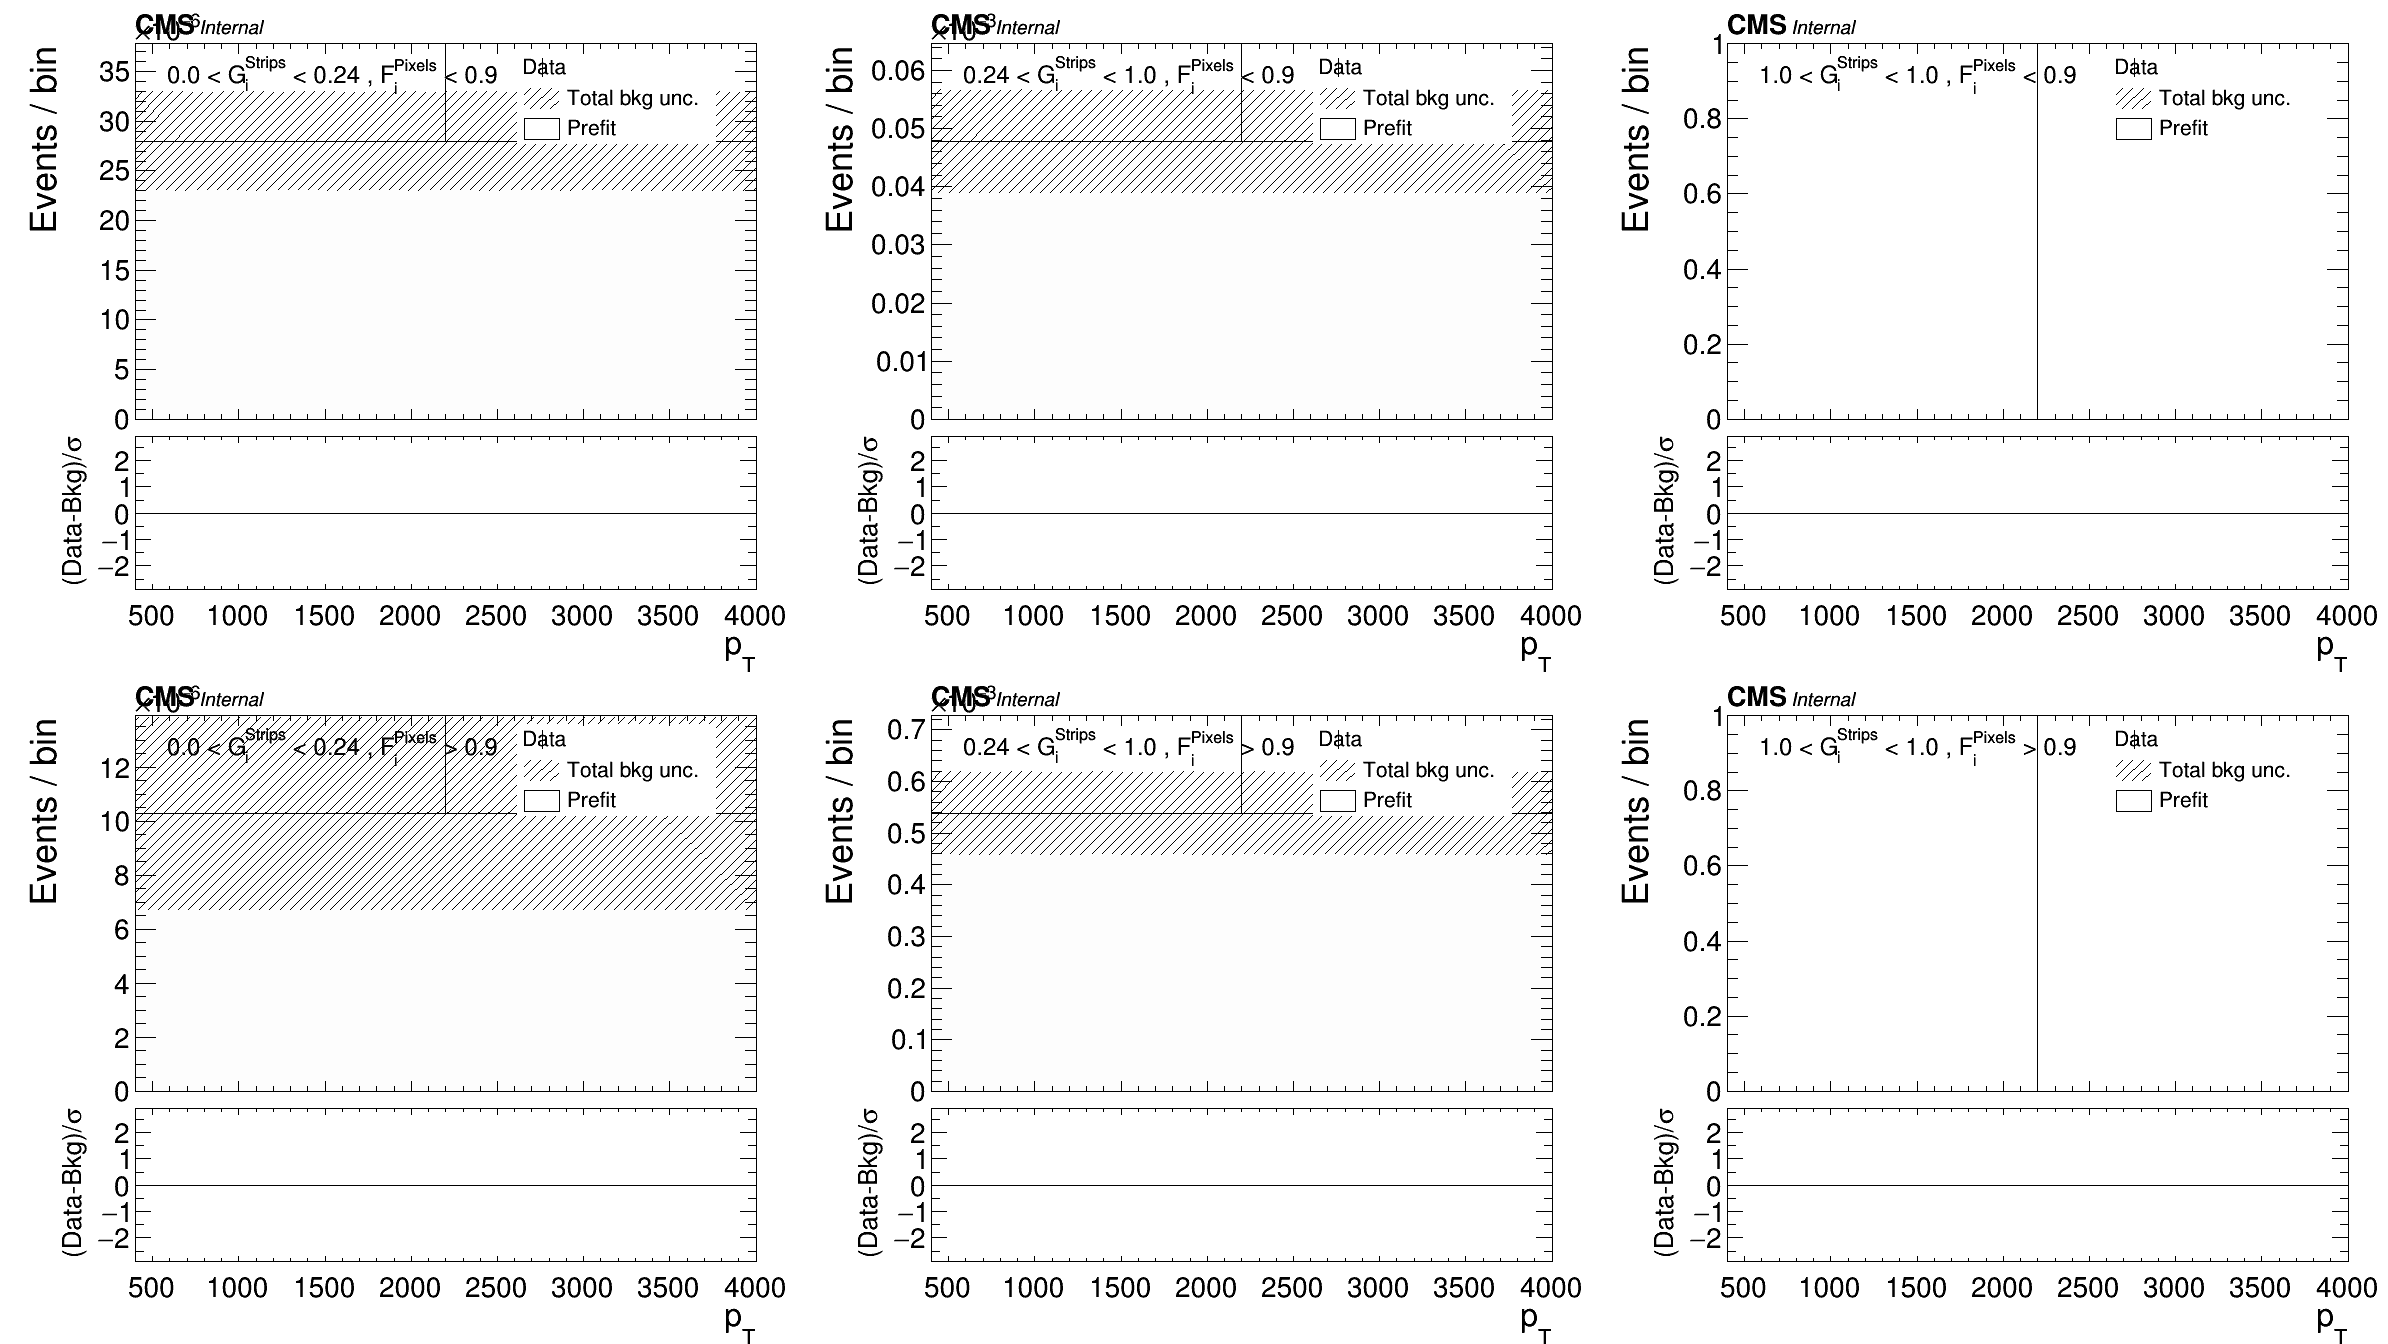 CMS Internal
×10⁻⁶
0.0 < G_i^Strips < 0.24 , F_i^Pixels < 0.9
Data
Total bkg unc.
Prefit
Events / bin
35
30
25
20
15
10
5
0
(Data-Bkg)/σ
2
1
0
−1
−2
500 1000 1500 2000 2500 3000 3500 4000
p_T
CMS Internal
×10⁻³
0.24 < G_i^Strips < 1.0 , F_i^Pixels < 0.9
Data
Total bkg unc.
Prefit
Events / bin
0.06
0.05
0.04
0.03
0.02
0.01
0
(Data-Bkg)/σ
2
1
0
−1
−2
500 1000 1500 2000 2500 3000 3500 4000
p_T
CMS Internal
1.0 < G_i^Strips < 1.0 , F_i^Pixels < 0.9
Data
Total bkg unc.
Prefit
Events / bin
1
0.8
0.6
0.4
0.2
0
(Data-Bkg)/σ
2
1
0
−1
−2
500 1000 1500 2000 2500 3000 3500 4000
p_T
CMS Internal
×10⁻⁶
0.0 < G_i^Strips < 0.24 , F_i^Pixels > 0.9
Data
Total bkg unc.
Prefit
Events / bin
12
10
8
6
4
2
0
(Data-Bkg)/σ
2
1
0
−1
−2
500 1000 1500 2000 2500 3000 3500 4000
p_T
CMS Internal
×10⁻³
0.24 < G_i^Strips < 1.0 , F_i^Pixels > 0.9
Data
Total bkg unc.
Prefit
Events / bin
0.7
0.6
0.5
0.4
0.3
0.2
0.1
0
(Data-Bkg)/σ
2
1
0
−1
−2
500 1000 1500 2000 2500 3000 3500 4000
p_T
CMS Internal
1.0 < G_i^Strips < 1.0 , F_i^Pixels > 0.9
Data
Total bkg unc.
Prefit
Events / bin
1
0.8
0.6
0.4
0.2
0
(Data-Bkg)/σ
2
1
0
−1
−2
500 1000 1500 2000 2500 3000 3500 4000
p_T